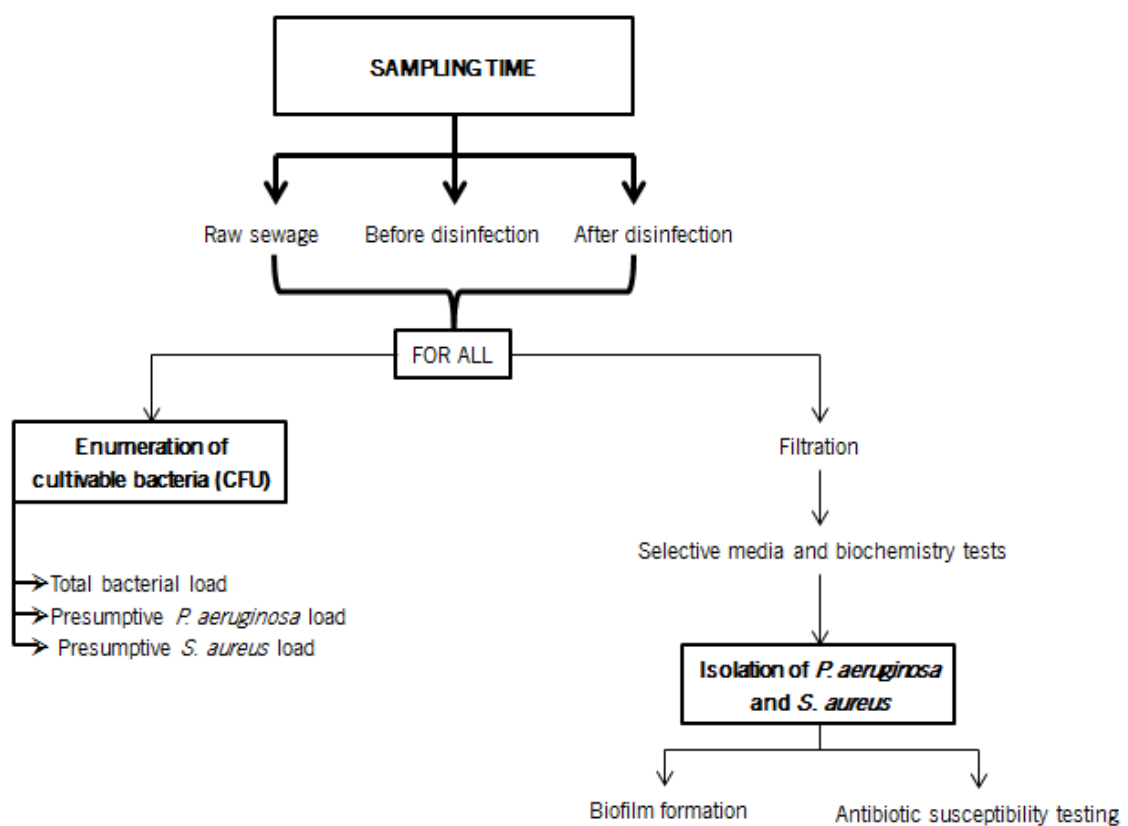 SAMPLING TIME
Raw sewage
Before disinfection
After disinfection
FOR ALL
Enumeration of
cultivable bacteria (CFU)
Total bacterial load
Presumptive P. aeruginosa load
Presumptive S. aureus load
Filtration
Selective media and biochemistry tests
Isolation of P. aeruginosa
and S. aureus
Biofilm formation
Antibiotic susceptibility testing